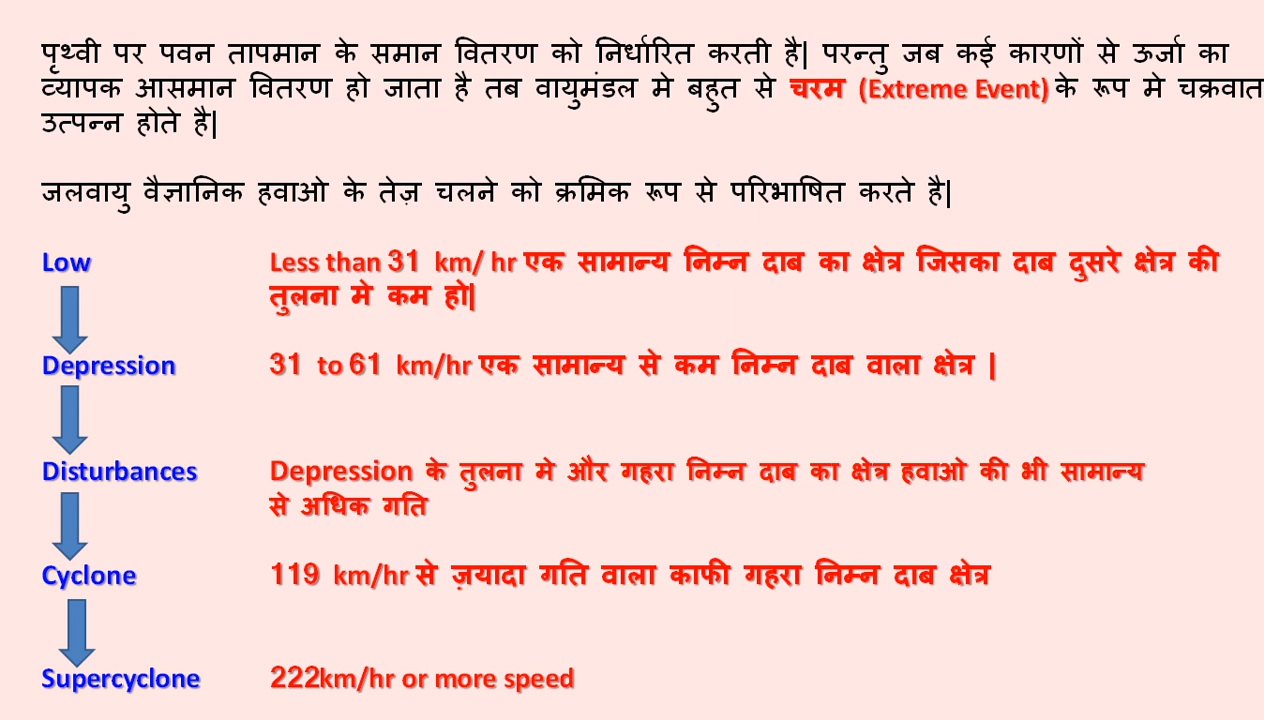 पृथ्वी पर पवन तापमान के समान वितरण को निर्धारित करती है| परन्तु जब कई कारणों से ऊर्जा का
व्यापक आसमान वितरण हो जाता है तब वायुमंडल मे बहुत से चरम (Extreme Event) के रूप मे चक्रवात
उत्पन्न होते है|
जलवायु वैज्ञानिक हवाओ के तेज़ चलने को क्रमिक रूप से परिभाषित करते है|
Low Less than 31 km/ hr एक सामान्य निम्न दाब का क्षेत्र जिसका दाब दुसरे क्षेत्र की
तुलना मे कम हो|
Depression 31 to 61 km/hr एक सामान्य से कम निम्न दाब वाला क्षेत्र |
Disturbances Depression के तुलना मे और गहरा निम्न दाब का क्षेत्र हवाओ की भी सामान्य
से अधिक गति
Cyclone 119 km/hr से ज़यादा गति वाला काफी गहरा निम्न दाब क्षेत्र
Supercyclone 222km/hr or more speed